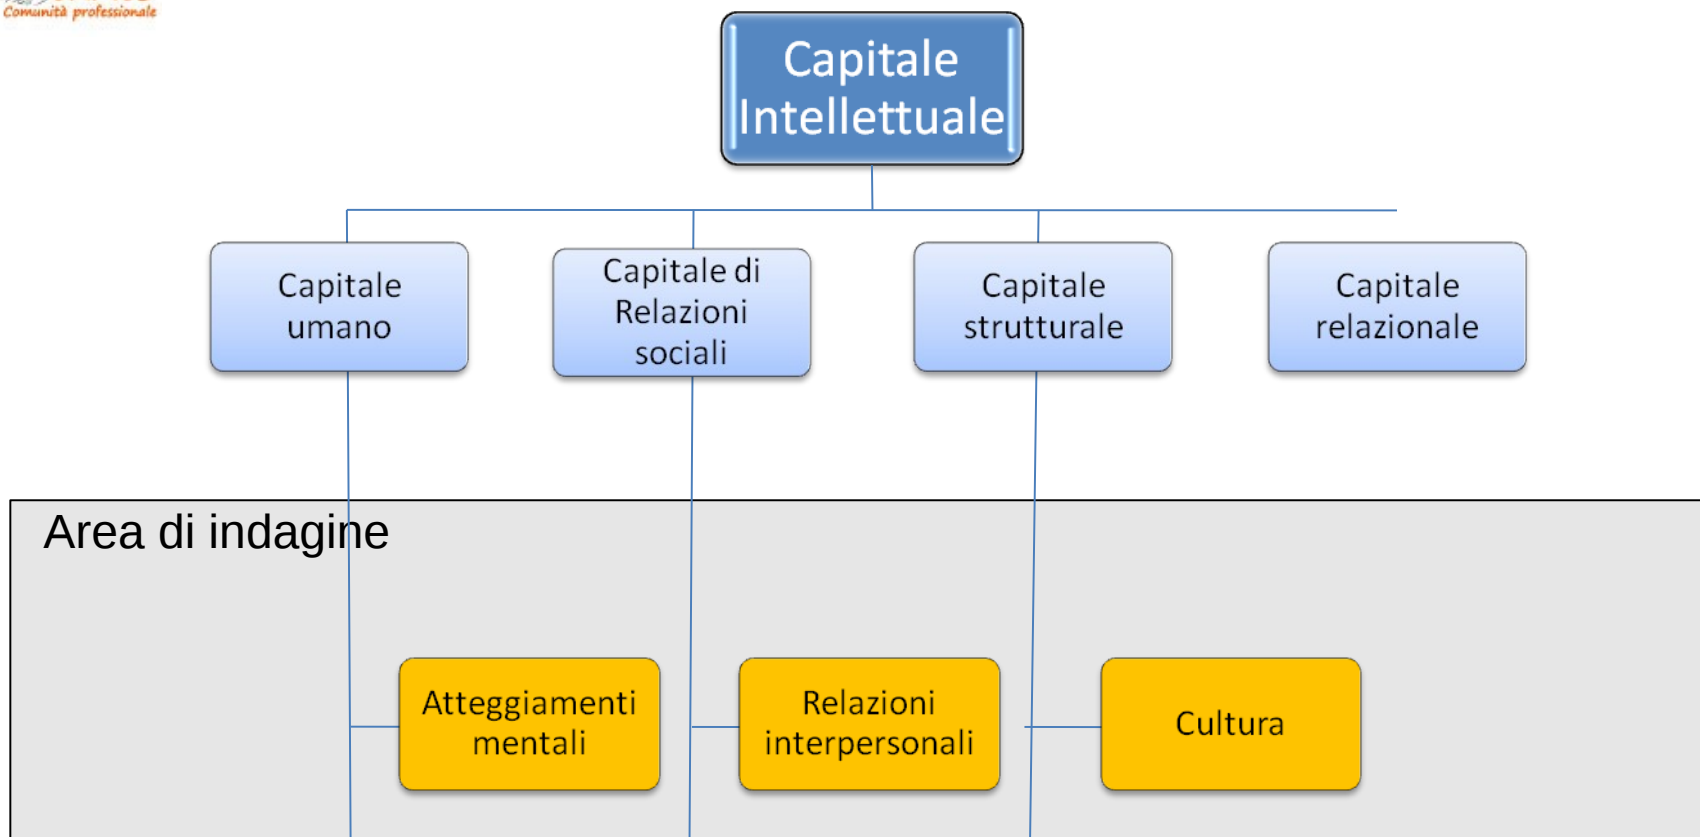 Comunità professionale
Capitale
Intellettuale
Capitale
umano
Capitale di
Relazioni
sociali
Capitale
strutturale
Capitale
relazionale
Area di indagine
Atteggiamenti
mentali
Relazioni
interpersonali
Cultura